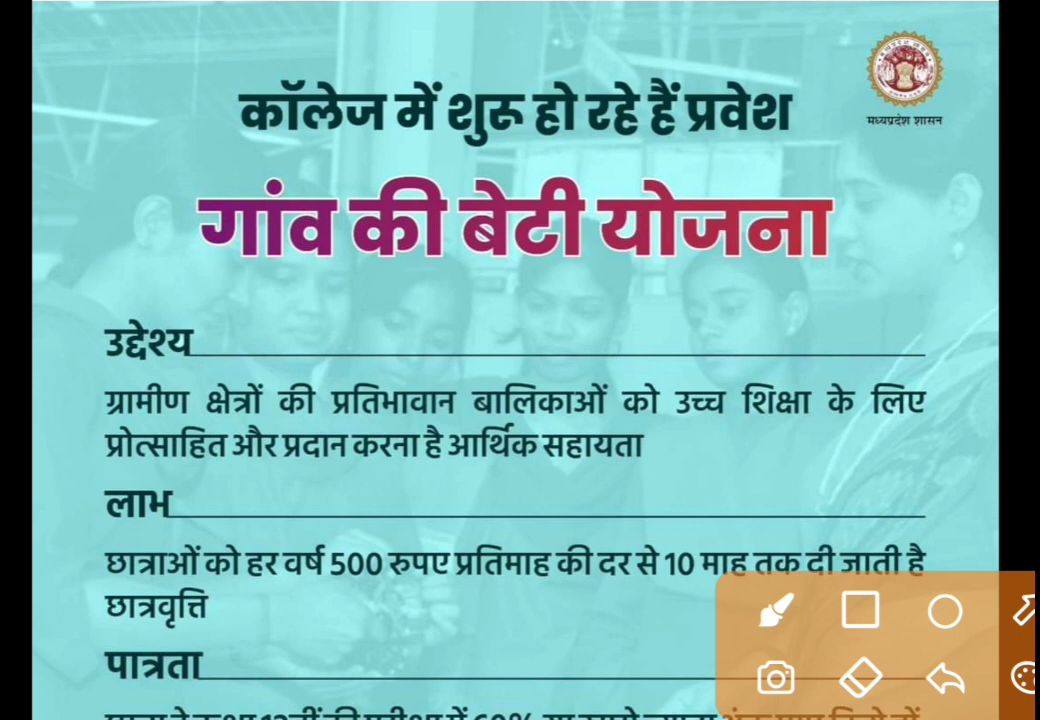 मध्यप्रदेश शासन
कॉलेज में शुरू हो रहे हैं प्रवेश
गांव की बेटी योजना
उद्देश्य
ग्रामीण क्षेत्रों की प्रतिभावान बालिकाओं को उच्च शिक्षा के लिए
प्रोत्साहित और प्रदान करना है आर्थिक सहायता
लाभ
छात्राओं को हर वर्ष 500 रुपए प्रतिमाह की दर से 10 माह तक दी जाती है
छात्रवृत्ति
पात्रता